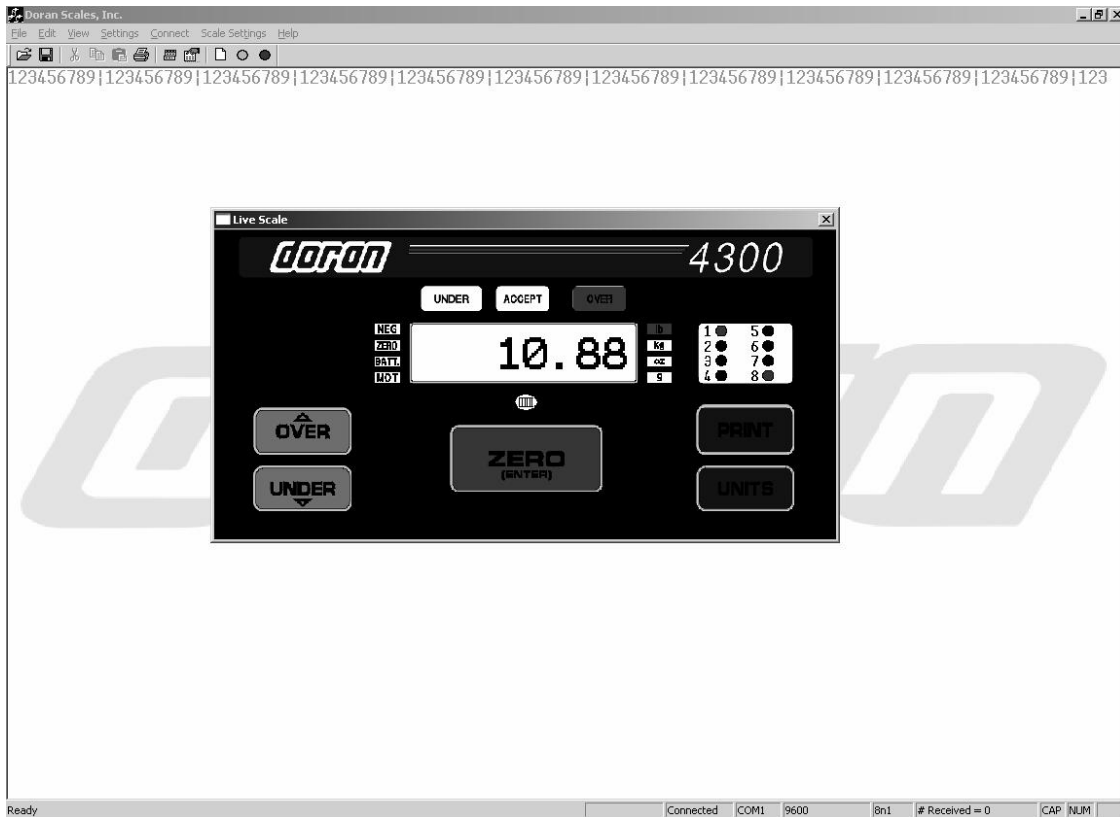 Doran Scales, Inc.
File Edit View Settings Connect Scale Settings Help
123456789|123456789|123456789|123456789|123456789|123456789|123456789|123456789|123456789|123456789|123456789|123
Live Scale
DORAN 4300
UNDER ACCEPT OVER
NEG
ZERO
BATT.
MOT
10.88
lb
Kg
oz
g
1 5
2 6
3 7
4 8
OVER
UNDER
ZERO
(ENTER)
PRINT
UNITS
Ready Connected COM1 9600 8n1 # Received = 0 CAP NUM